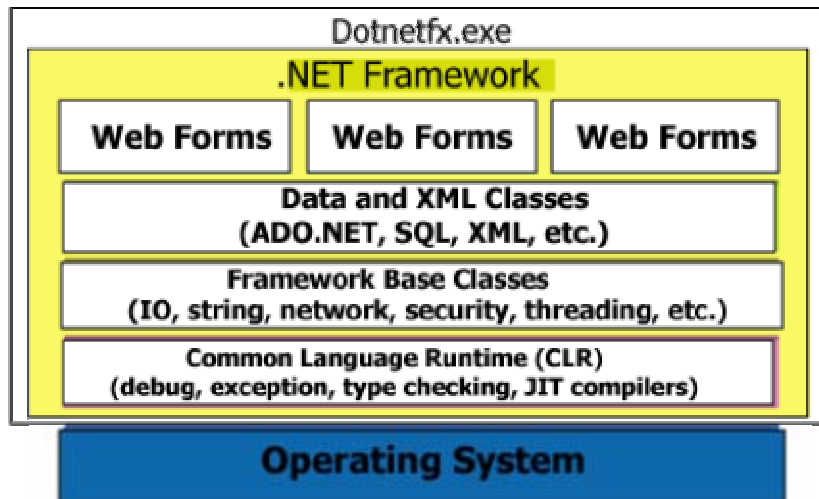 Dotnetfx.exe
.NET Framework
Web Forms Web Forms Web Forms
Data and XML Classes
(ADO.NET, SQL, XML, etc.)
Framework Base Classes
(IO, string, network, security, threading, etc.)
Common Language Runtime (CLR)
(debug, exception, type checking, JIT compilers)
Operating System